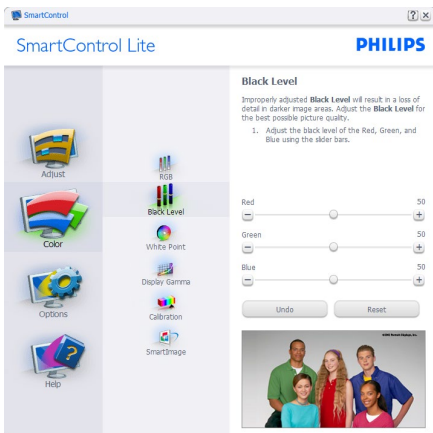 SmartControl
SmartControl Lite
PHILIPS
Adjust
Color
Options
Help
RGB
Black Level
White Point
Display Gamma
Calibration
SmartImage
Black Level
Improperly adjusted Black Level will result in a loss of
detail in darker image areas. Adjust the Black Level for
the best possible picture quality.
1. Adjust the black level of the Red, Green, and
Blue using the slider bars.
Red 50
Green 50
Blue 50
Undo Reset